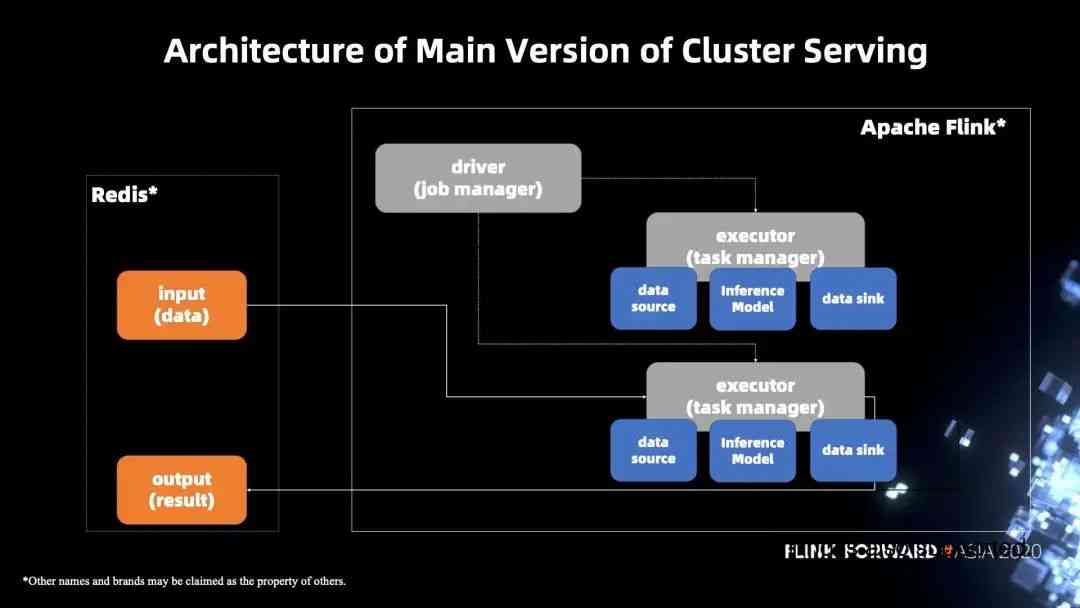 Architecture of Main Version of Cluster Serving
Apache Flink*
driver
(job manager)
Redis*
executor
(task manager)
data
source
Inference
Model
data sink
input
(data)
executor
(task manager)
data
source
Inference
Model
data sink
output
(result)
FLINK FORWARD ASIA 2020
*Other names and brands may be claimed as the property of others.